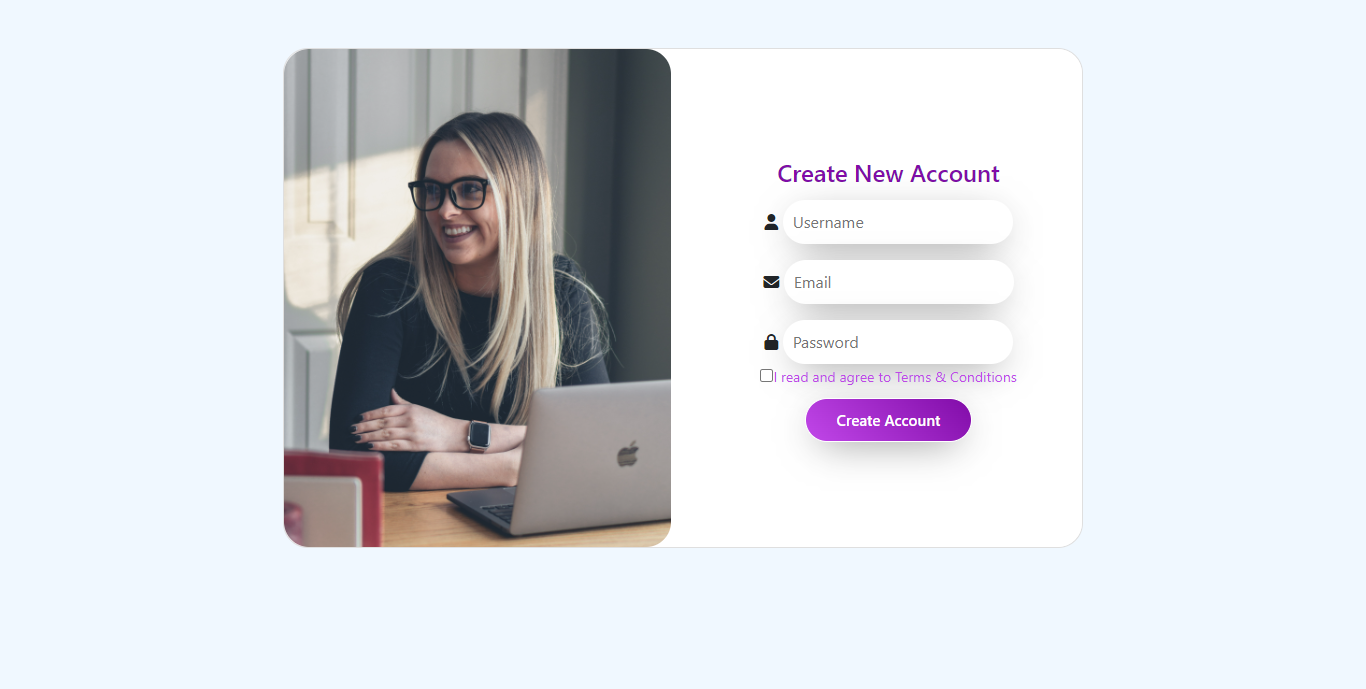 Create New Account
Username
Email
Password
I read and agree to Terms & Conditions
Create Account